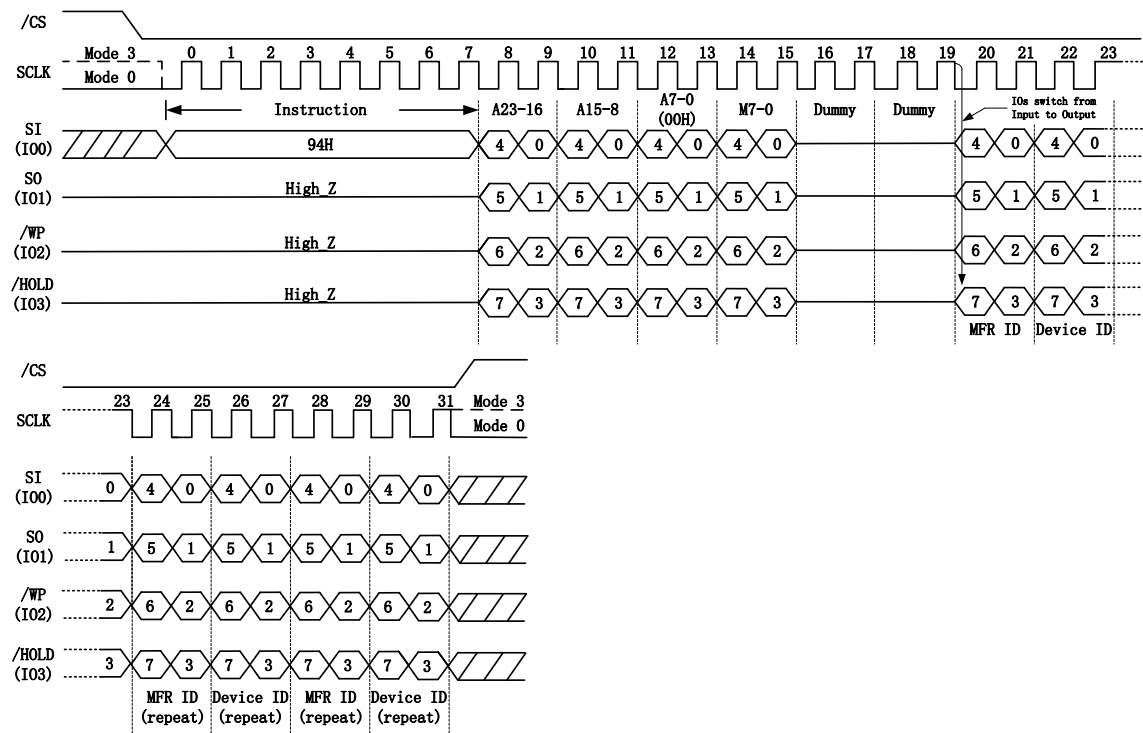 /CS
Mode 3 0 1 2 3 4 5 6 7 8 9 10 11 12 13 14 15 16 17 18 19 20 21 22 23
SCLK
Mode 0
Instruction A23-16 A15-8 A7-0 M7-0 Dummy Dummy IOs switch from
(00H) Input to Output
SI
(IO0) 94H 4 0 4 0 4 0 4 0 4 0 4 0
SO
(IO1) High_Z 5 1 5 1 5 1 5 1 5 1 5 1
/WP
(IO2) High_Z 6 2 6 2 6 2 6 2 6 2 6 2
/HOLD
(IO3) High_Z 7 3 7 3 7 3 7 3 7 3 7 3
MFR ID Device ID
/CS
23 24 25 26 27 28 29 30 31 Mode 3
SCLK
Mode 0
SI
(IO0) 0 4 0 4 0 4 0 4 0
SO
(IO1) 1 5 1 5 1 5 1 5 1
/WP
(IO2) 2 6 2 6 2 6 2 6 2
/HOLD
(IO3) 3 7 3 7 3 7 3 7 3
MFR ID Device ID MFR ID Device ID
(repeat) (repeat) (repeat) (repeat)